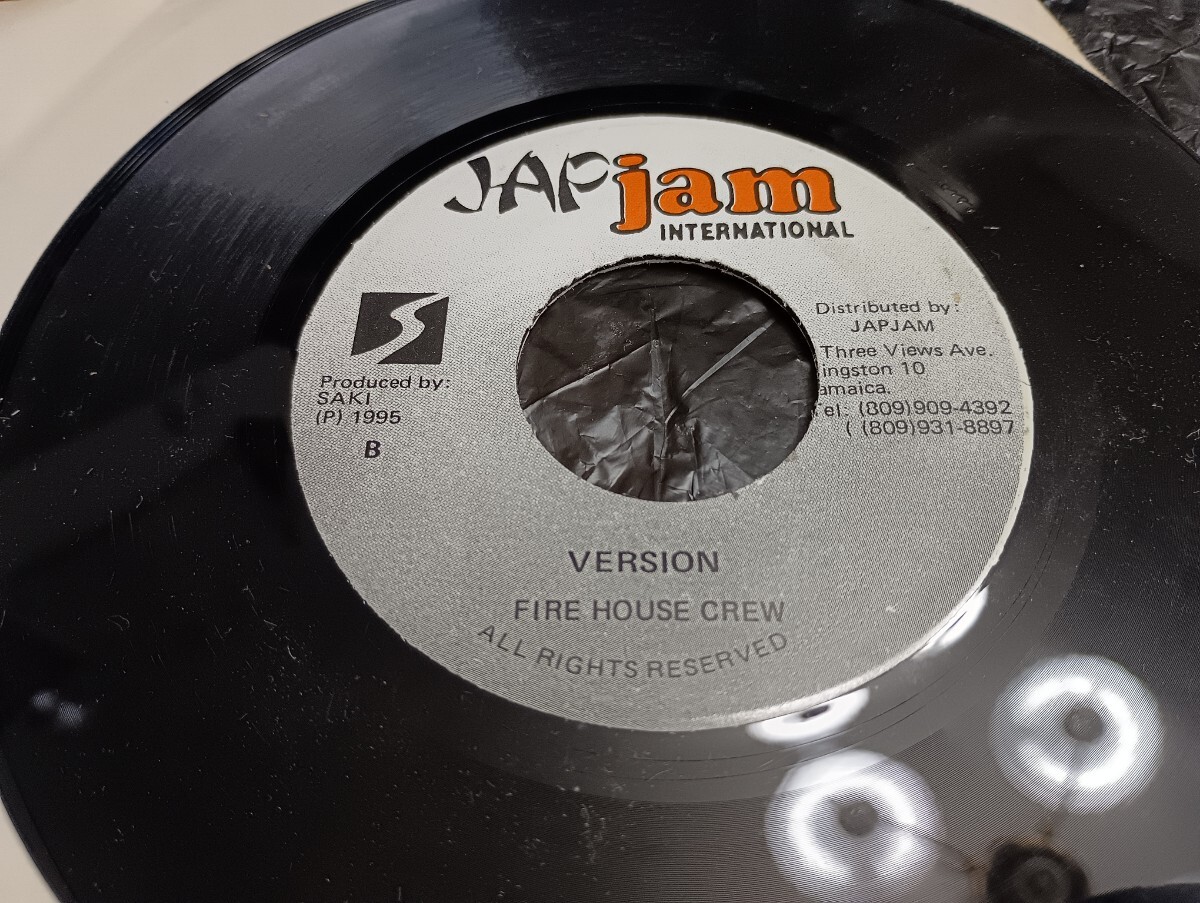 JAPjam
INTERNATIONAL
Produced by:
SAKI
(P) 1995
B
Distributed by:
JAPJAM
Three Views Ave.
ingston 10
amaica.
el: (809)909-4392
( (809)931-8897
VERSION
FIRE HOUSE CREW
ALL RIGHTS RESERVED